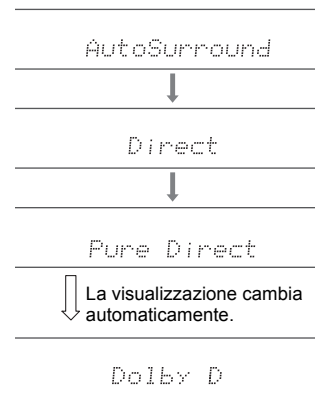 AutoSurround
Direct
Pure Direct
La visualizzazione cambia
automaticamente.
Dolby D